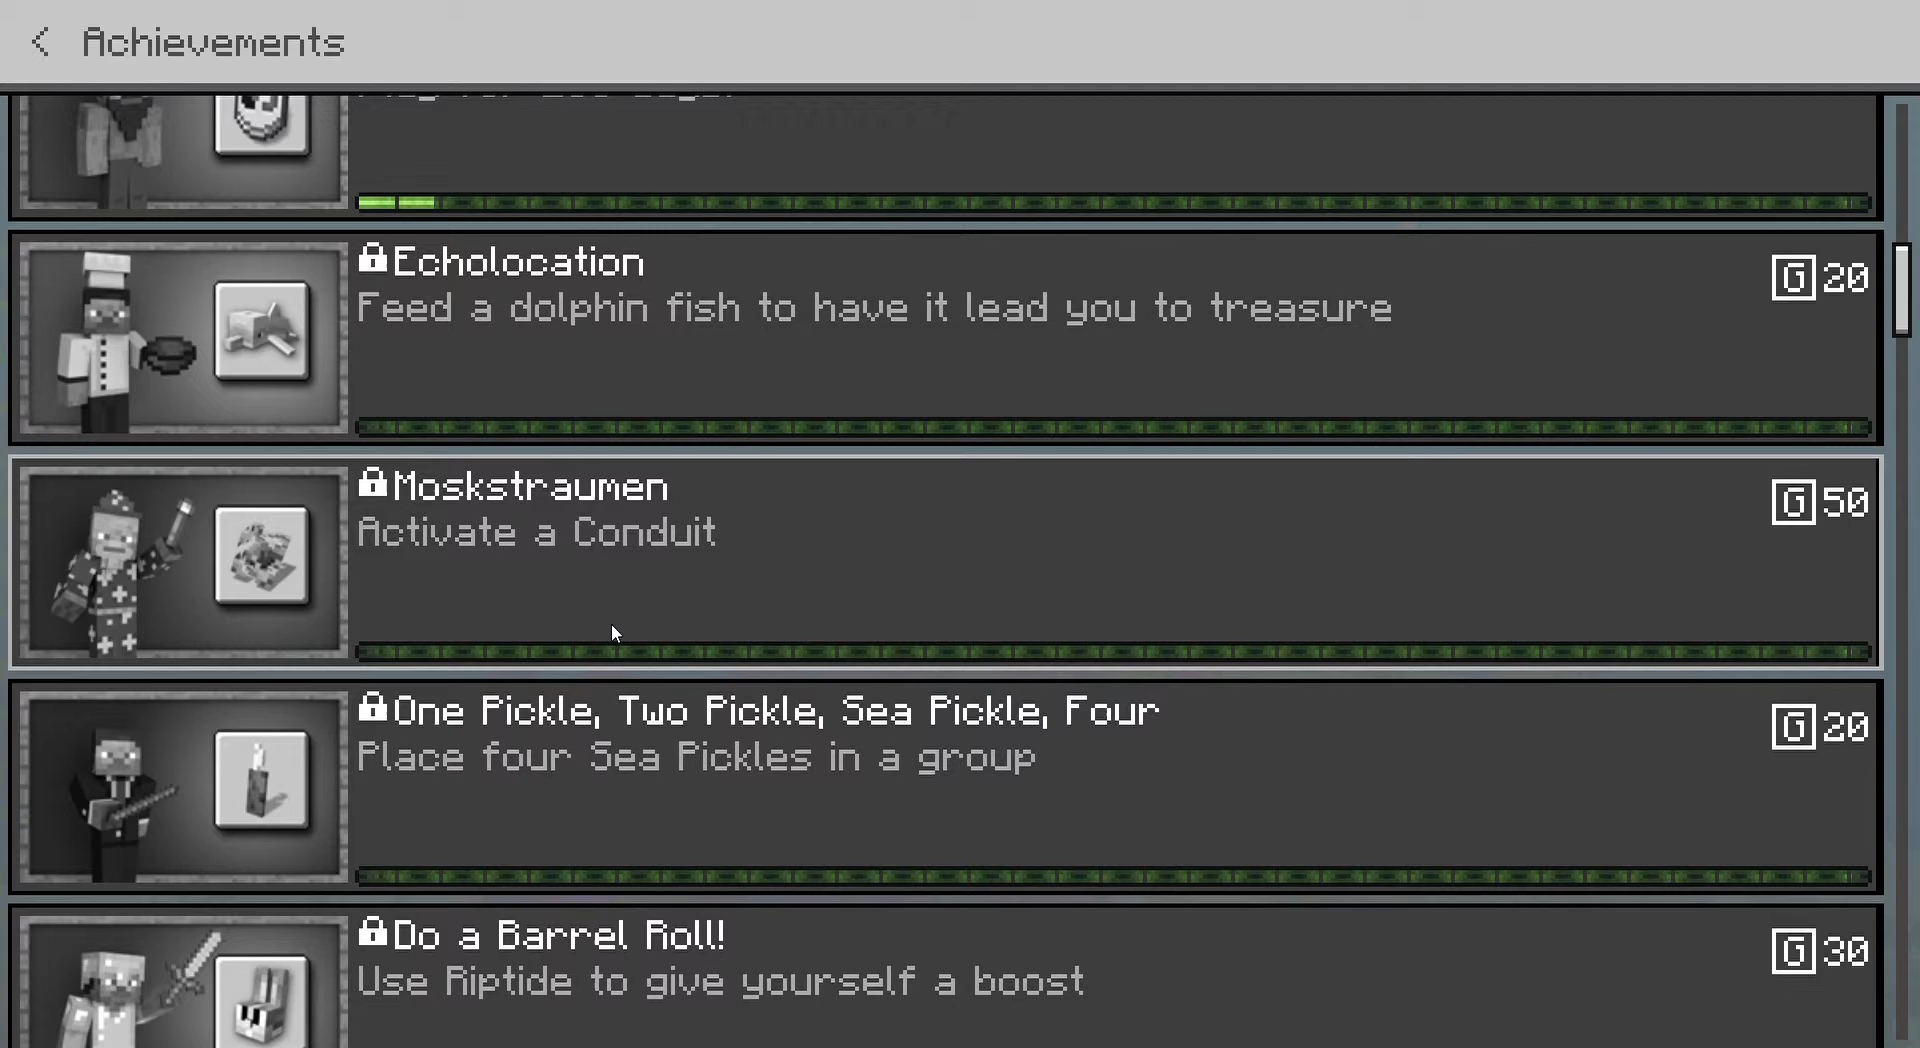 Achievements
Echolocation
G 20
Feed a dolphin fish to have it lead you to treasure
Moskstraumen
G 50
Activate a Conduit
One Pickle, Two Pickle, Sea Pickle, Four
G 20
Place four Sea Pickles in a group
Do a Barrel Roll!
G 30
Use Riptide to give yourself a boost